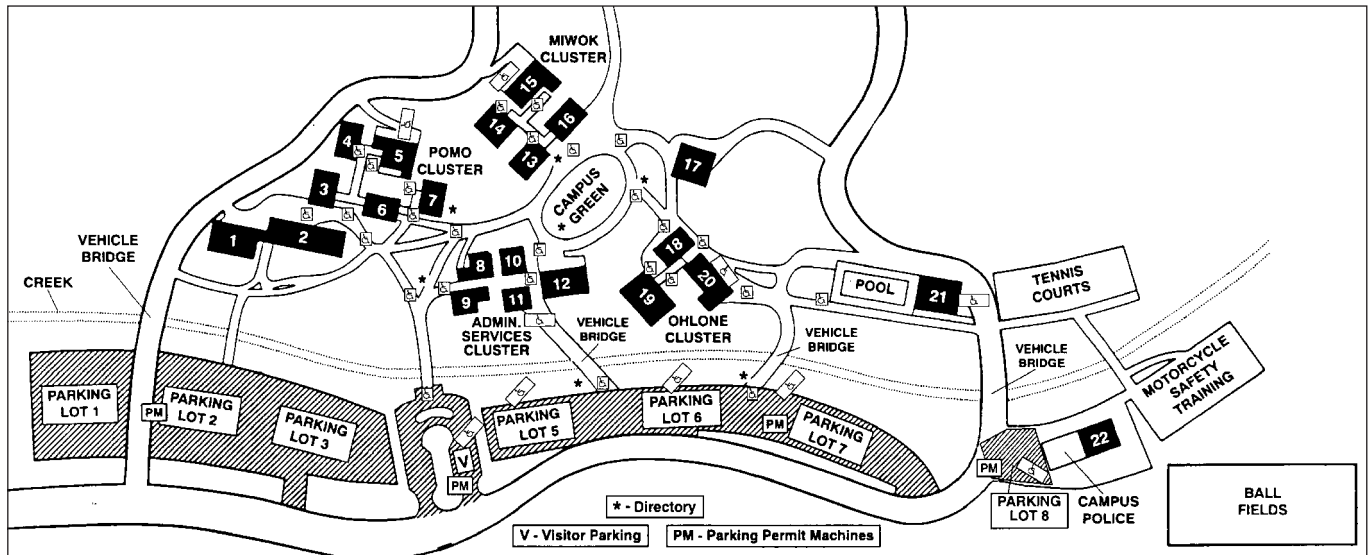 MIWOK
CLUSTER
15
14
16
13
4
5
POMO
CLUSTER
3
6
7
17
CAMPUS
GREEN
*
*
*
*
1
2
VEHICLE
BRIDGE
CREEK
8
10
9
11
12
*
ADMIN.
SERVICES
CLUSTER
18
20
19
OHLONE
CLUSTER
POOL
21
TENNIS
COURTS
VEHICLE
BRIDGE
VEHICLE
BRIDGE
VEHICLE
BRIDGE
MOTORCYCLE
SAFETY
TRAINING
*
*
PARKING
LOT 1
PM
PARKING
LOT 2
PARKING
LOT 3
V
PM
PARKING
LOT 5
PARKING
LOT 6
PM
PARKING
LOT 7
PM
22
PARKING
LOT 8
CAMPUS
POLICE
BALL
FIELDS
* - Directory
V - Visitor Parking
PM - Parking Permit Machines